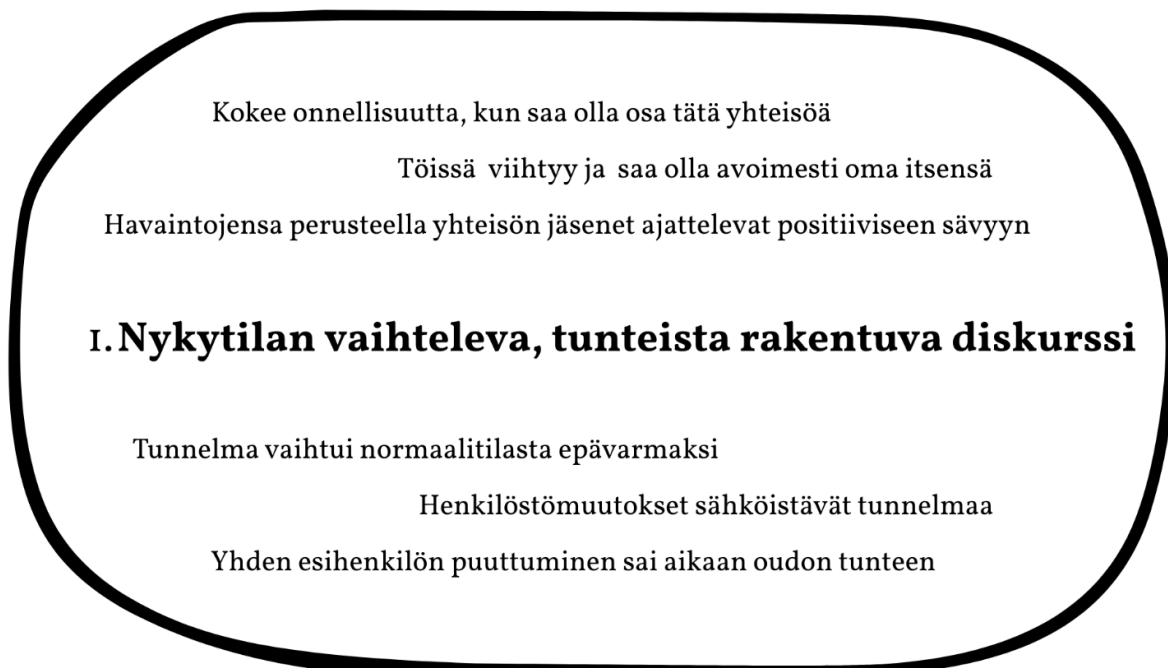 Kokee onnellisuutta, kun saa olla osa tätä yhteisöä
Töissä viihtyy ja saa olla avoimesti oma itsensä
Havaintojensa perusteella yhteisön jäsenet ajattelevat positiiviseen sävyyn
1. Nykytilan vaihteleva, tunteista rakentuva diskurssi
Tunnelma vaihtui normaalitilasta epävarmaksi
Henkilöstömuutokset sähköistävät tunnelmaa
Yhden esihenkilön puuttuminen sai aikaan oudon tunteen